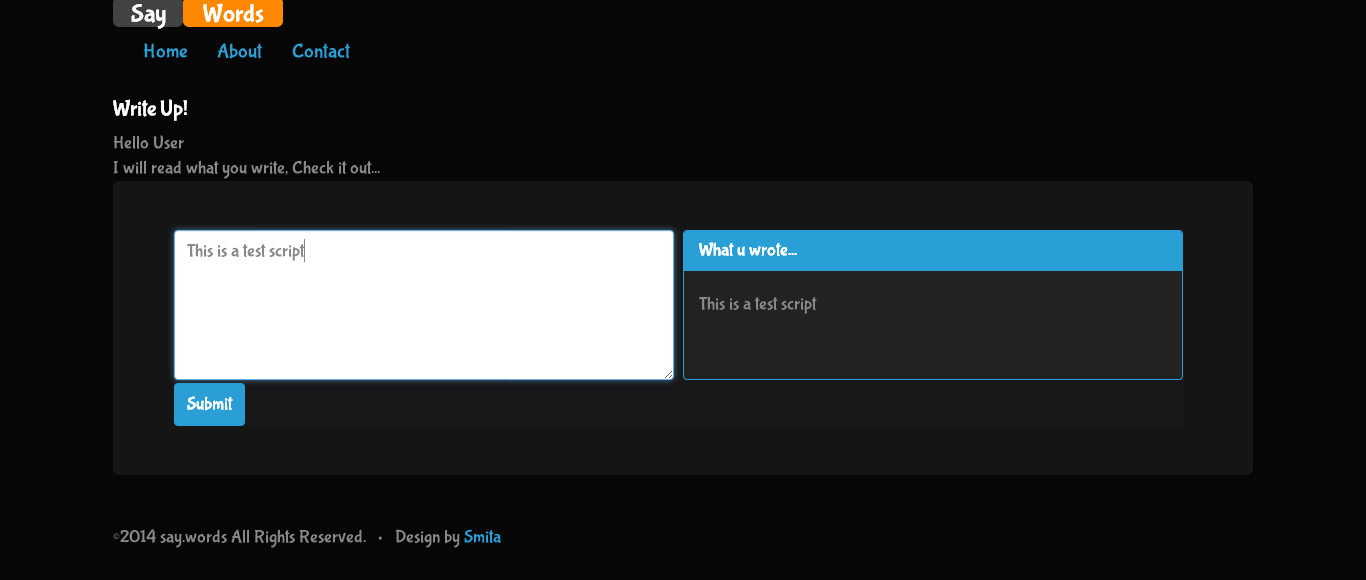 Say Words
Home About Contact
Write Up!
Hello User
I will read what you write, Check it out...
This is a test script
What u wrote...
This is a test script
Submit
©2014 say.words All Rights Reserved. • Design by Smita